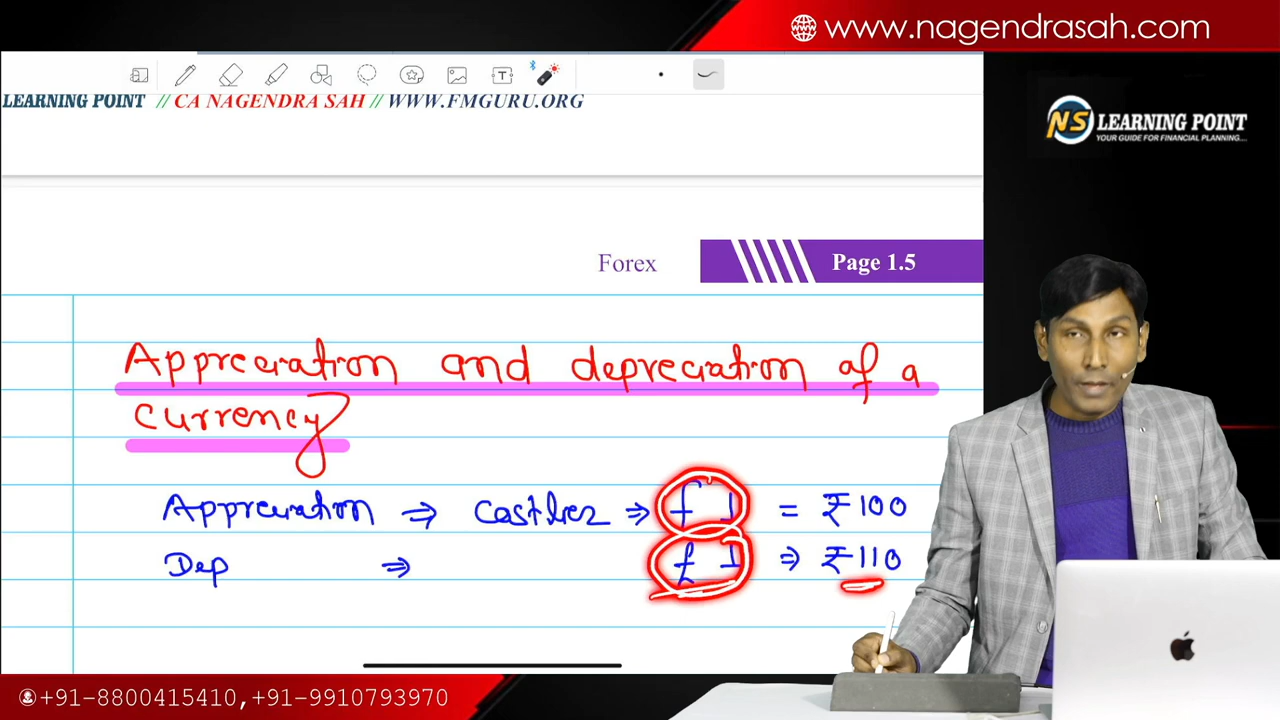 www.nagendrasah.com
LEARNING POINT // CA NAGENDRA SAH // WWW.FMGURU.ORG
NS LEARNING POINT
YOUR GUIDE FOR FINANCIAL PLANNING....
Forex
Page 1.5
Appreciation and depreciation of a
currency
Appreciation ⇒ costlier ⇒ £ 1 = ₹100
Dep ⇒ £ 1 ⇒ ₹110
+91-8800415410,+91-9910793970